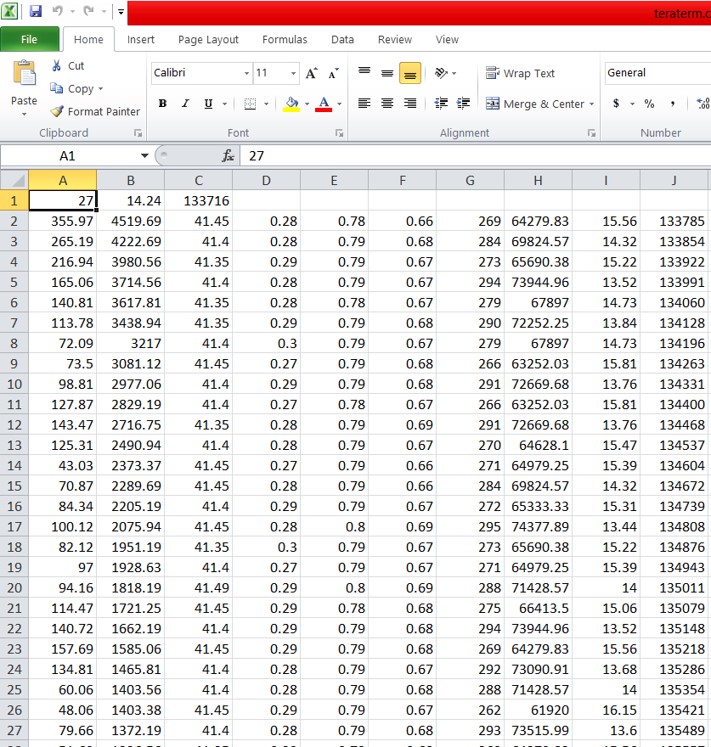 teraterm.c
File Home Insert Page Layout Formulas Data Review View
Cut
Copy
Format Painter
Paste
Calibri 11 A A Wrap Text General
B I U A Merge & Center $ % ,
Clipboard Font Alignment Number
A1 fx 27
A B C D E F G H I J
1 27 14.24 133716
2 355.97 4519.69 41.45 0.28 0.78 0.66 269 64279.83 15.56 133785
3 265.19 4222.69 41.4 0.28 0.79 0.68 284 69824.57 14.32 133854
4 216.94 3980.56 41.35 0.29 0.79 0.67 273 65690.38 15.22 133922
5 165.06 3714.56 41.4 0.28 0.79 0.67 294 73944.96 13.52 133991
6 140.81 3617.81 41.35 0.28 0.78 0.67 279 67897 14.73 134060
7 113.78 3438.94 41.35 0.29 0.79 0.68 290 72252.25 13.84 134128
8 72.09 3217 41.4 0.3 0.79 0.67 279 67897 14.73 134196
9 73.5 3081.12 41.45 0.27 0.79 0.68 266 63252.03 15.81 134263
10 98.81 2977.06 41.4 0.29 0.79 0.68 291 72669.68 13.76 134331
11 127.87 2829.19 41.4 0.27 0.78 0.67 266 63252.03 15.81 134400
12 143.47 2716.75 41.35 0.28 0.79 0.69 291 72669.68 13.76 134468
13 125.31 2490.94 41.4 0.28 0.79 0.67 270 64628.1 15.47 134537
14 43.03 2373.37 41.45 0.27 0.79 0.66 271 64979.25 15.39 134604
15 70.87 2289.69 41.45 0.28 0.79 0.66 284 69824.57 14.32 134672
16 84.34 2205.19 41.4 0.29 0.79 0.67 272 65333.33 15.31 134739
17 100.12 2075.94 41.45 0.28 0.8 0.69 295 74377.89 13.44 134808
18 82.12 1951.19 41.35 0.3 0.79 0.67 273 65690.38 15.22 134876
19 97 1928.63 41.4 0.27 0.79 0.67 271 64979.25 15.39 134943
20 94.16 1818.19 41.49 0.29 0.8 0.69 288 71428.57 14 135011
21 114.47 1721.25 41.45 0.29 0.78 0.68 275 66413.5 15.06 135079
22 140.72 1662.19 41.4 0.29 0.79 0.68 294 73944.96 13.52 135148
23 157.69 1585.06 41.45 0.29 0.79 0.68 269 64279.83 15.56 135218
24 134.81 1465.81 41.4 0.28 0.79 0.67 292 73090.91 13.68 135286
25 60.06 1403.56 41.4 0.28 0.79 0.68 288 71428.57 14 135354
26 48.06 1403.38 41.45 0.29 0.79 0.67 262 61920 16.15 135421
27 79.66 1372.19 41.4 0.28 0.79 0.68 293 73515.99 13.6 135489